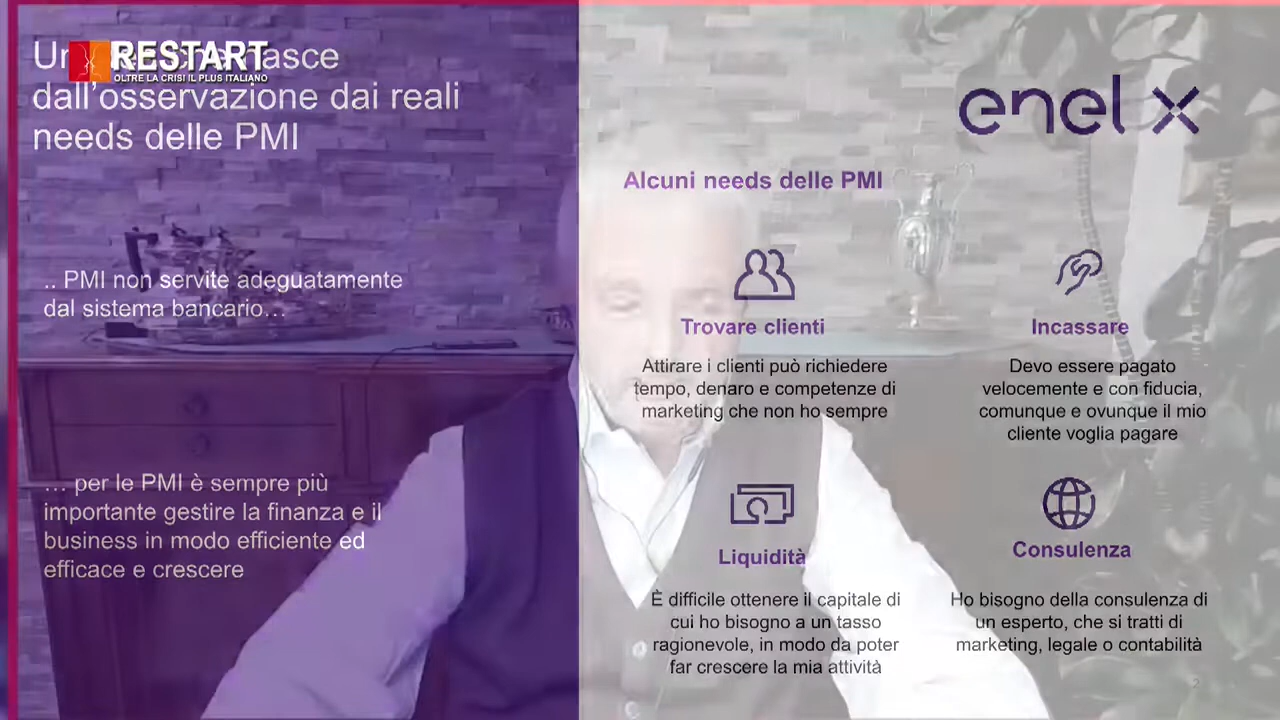 RESTART
OLTRE LA CRISI IL PLUS ITALIANO
dall'osservazione dai reali
needs delle PMI
.. PMI non servite adeguatamente
dal sistema bancario…
… per le PMI è sempre più
importante gestire la finanza e il
business in modo efficiente ed
efficace e crescere
enel x
Alcuni needs delle PMI
Trovare clienti
Attirare i clienti può richiedere
tempo, denaro e competenze di
marketing che non ho sempre
Incassare
Devo essere pagato
velocemente e con fiducia,
comunque e ovunque il mio
cliente voglia pagare
Liquidità
È difficile ottenere il capitale di
cui ho bisogno a un tasso
ragionevole, in modo da poter
far crescere la mia attività
Consulenza
Ho bisogno della consulenza di
un esperto, che si tratti di
marketing, legale o contabilità
2